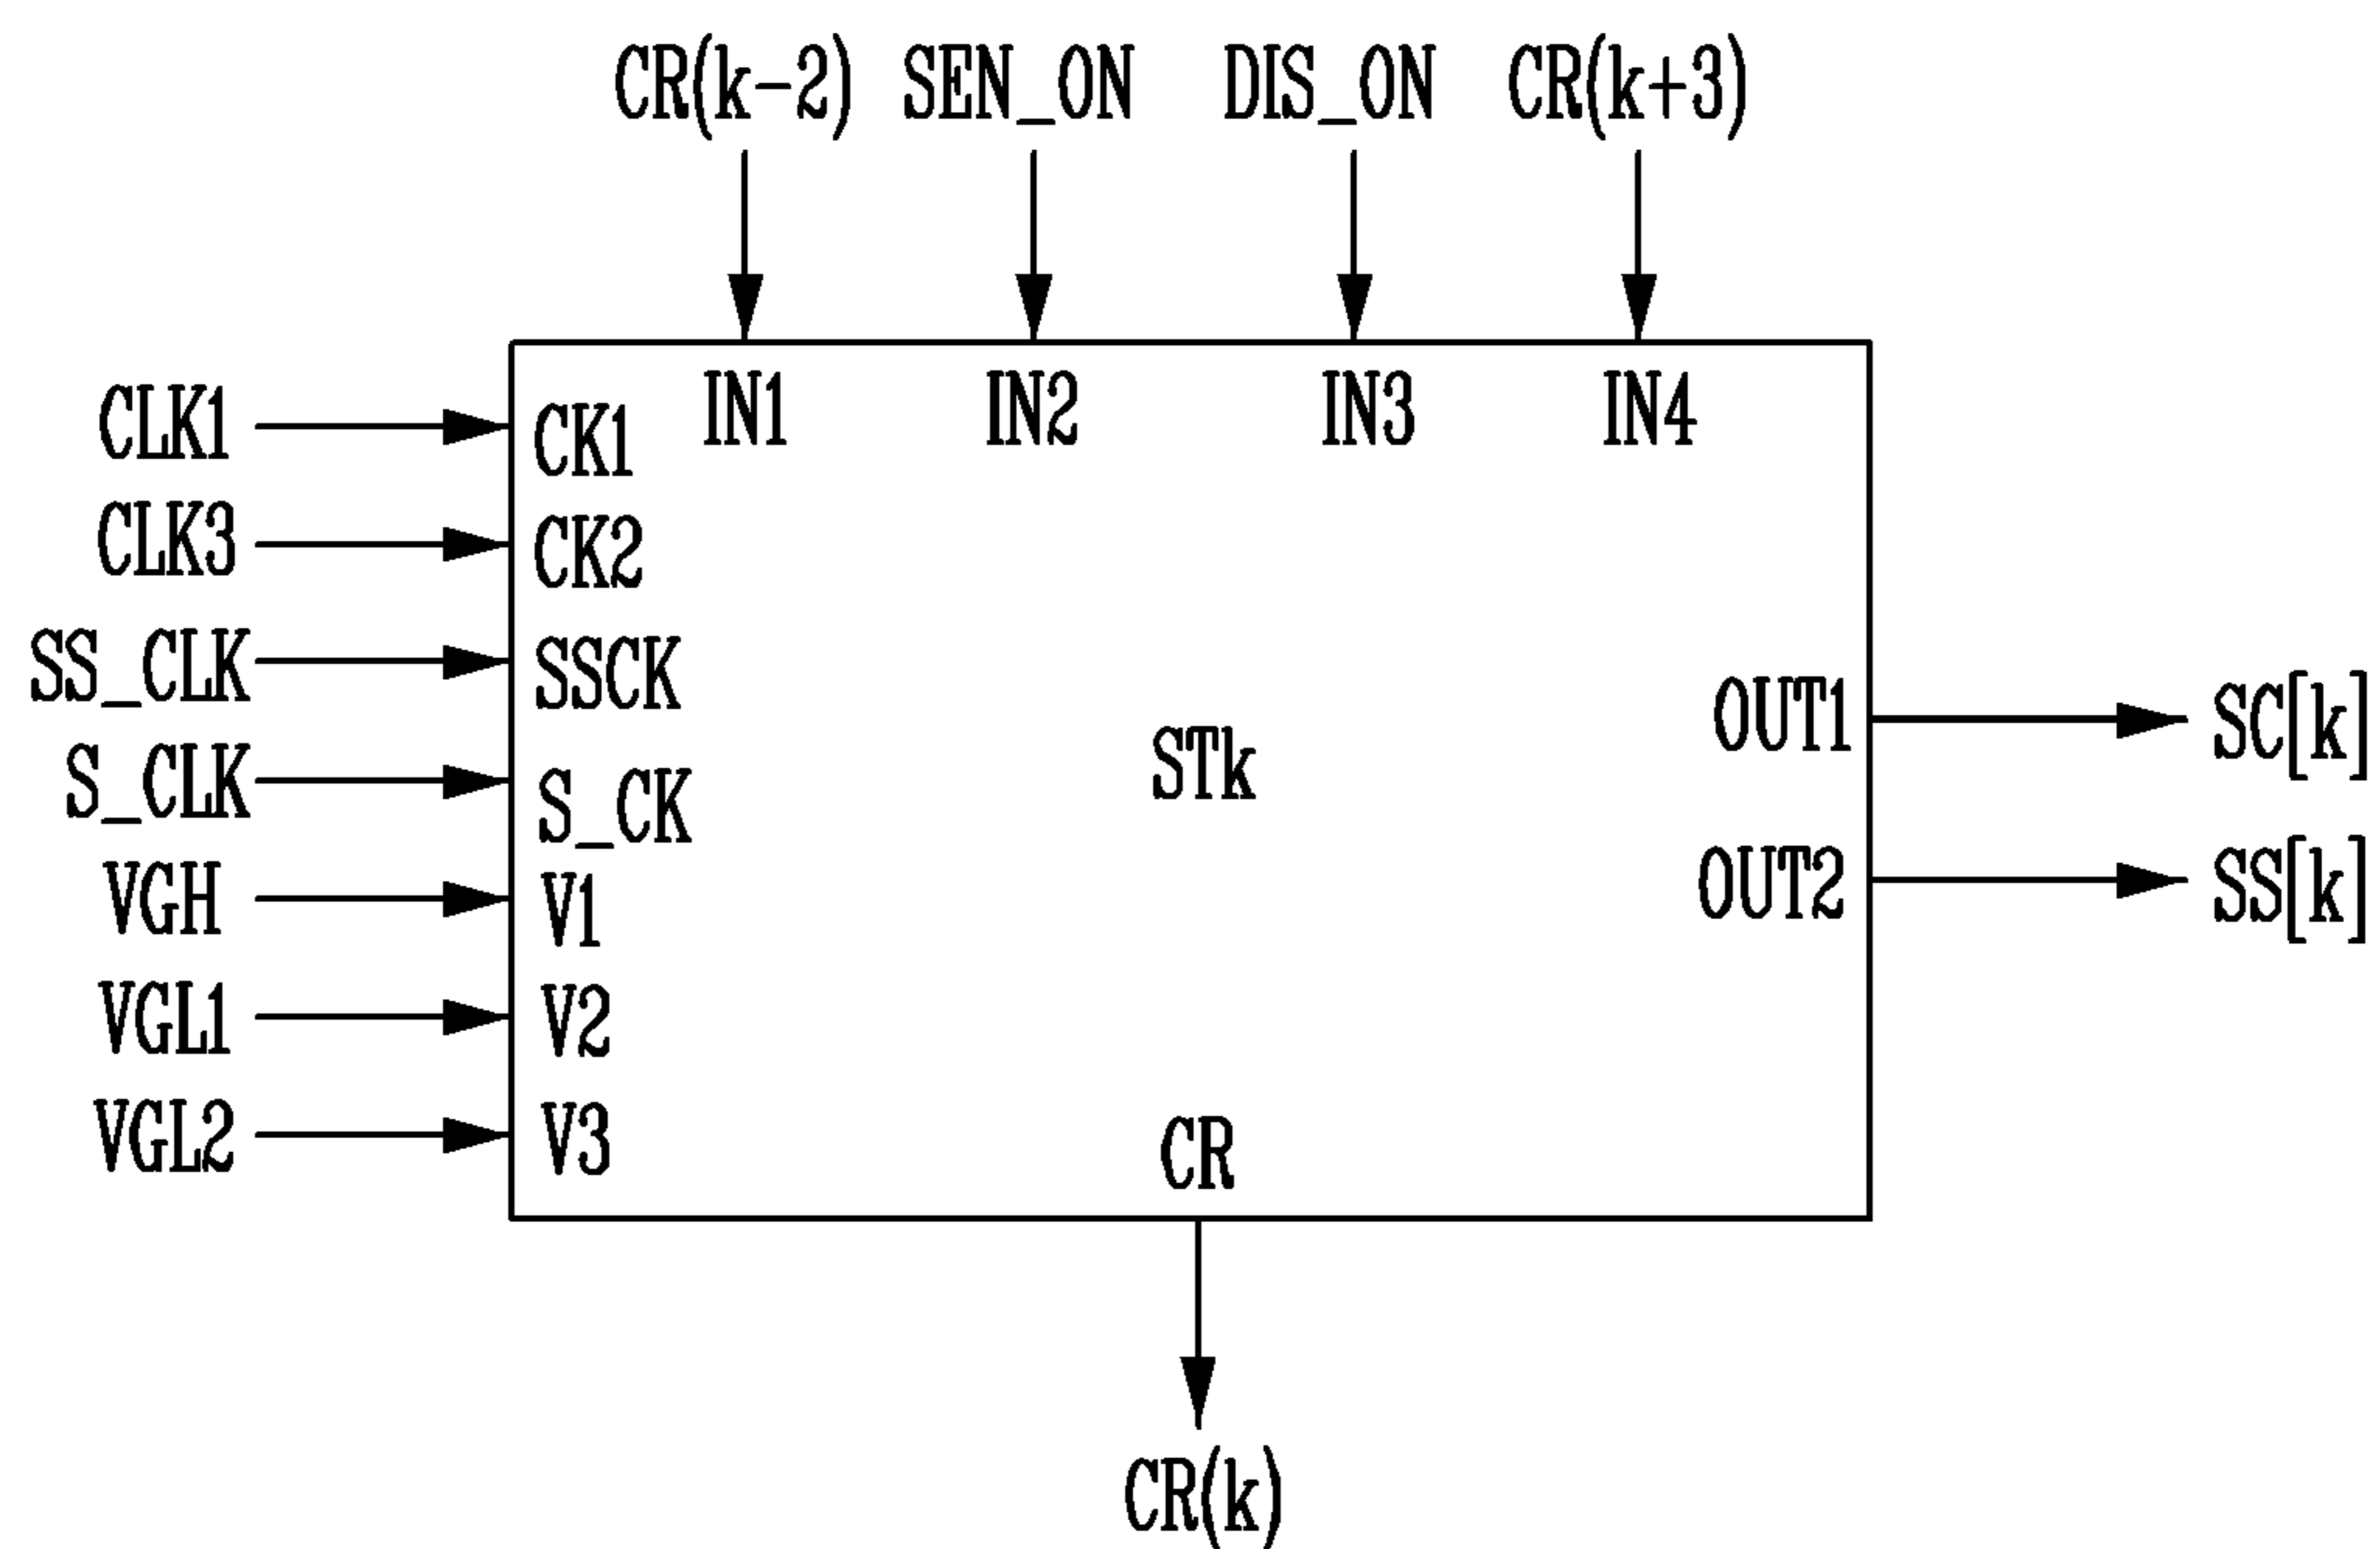 CR(k-2) SEN_ON DIS_ON CR(k+3)
IN1 IN2 IN3 IN4
CLK1 CK1
CLK3 CK2
SS_CLK SSCK
OUT1 SC[k]
STk
S_CLK S_CK
OUT2 SS[k]
VGH V1
VGL1 V2
VGL2 V3
CR
CR(k)